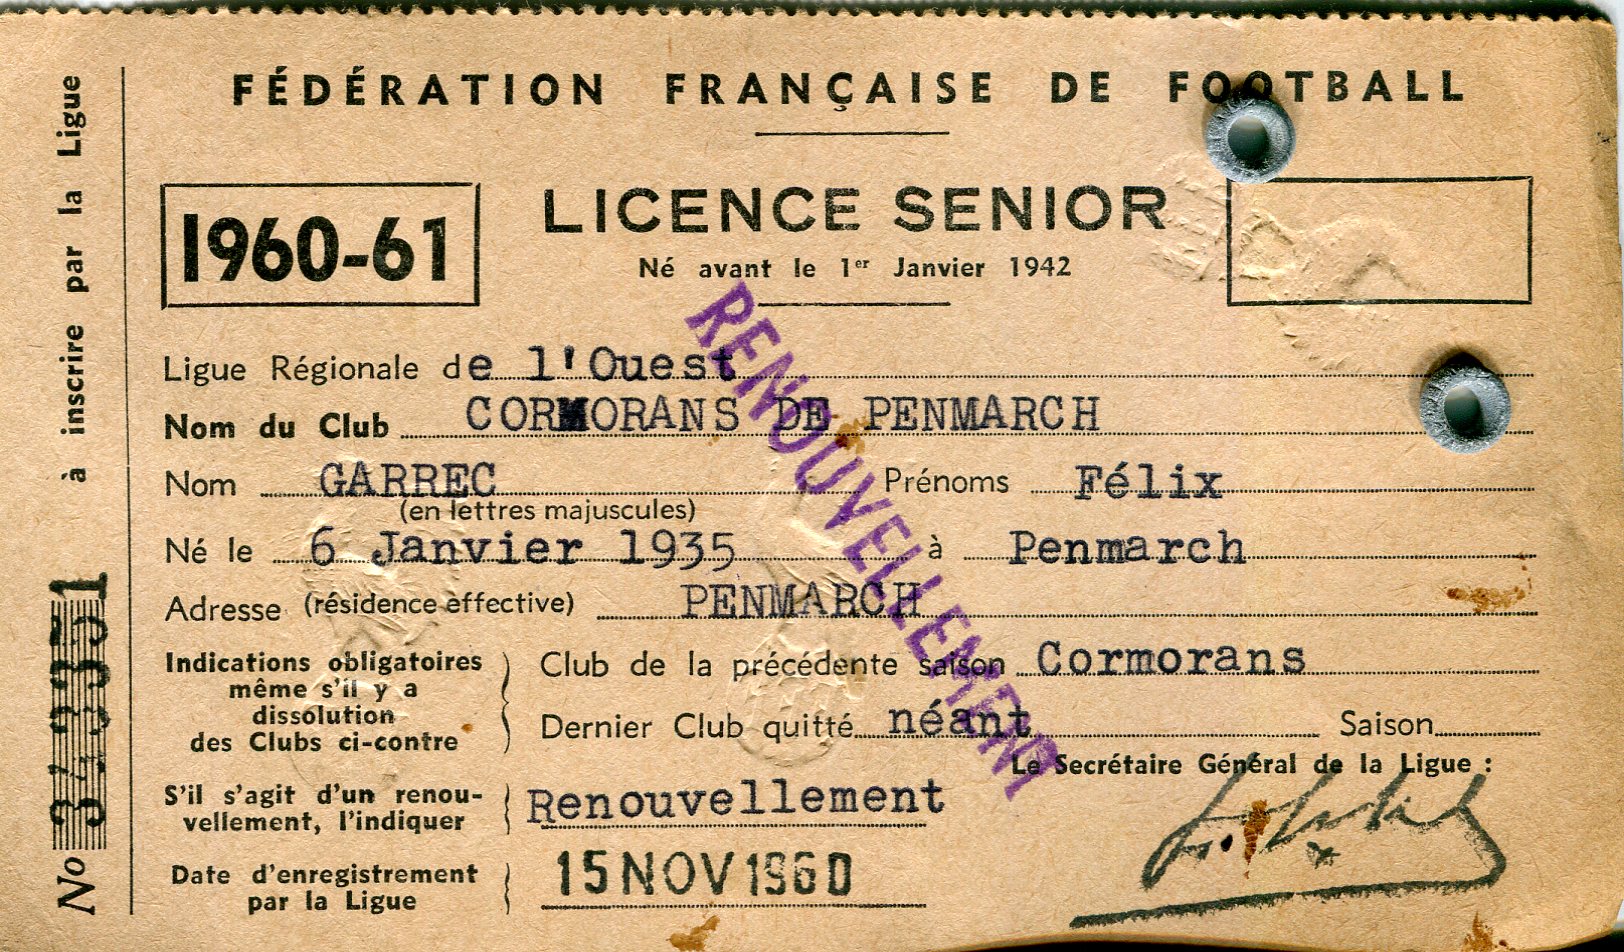 FÉDÉRATION FRANÇAISE DE FOOTBALL
1960-61
LICENCE SENIOR
Né avant le 1er Janvier 1942
Ligue Régionale de l'Ouest
Nom du Club CORMORANS DE PENMARCH
Nom GARREC Prénoms Félix
(en lettres majuscules)
Né le 6 Janvier 1935 à Penmarch
Adresse (résidence effective) PENMARCH
Indications obligatoires
même s'il y a
dissolution
des Clubs ci-contre
Club de la précédente saison Cormorans
Dernier Club quitté néant Saison
Le Secrétaire Général de la Ligue :
S'il s'agit d'un renou-
vellement, l'indiquer
Renouvellement
Date d'enregistrement
par la Ligue
15 NOV 1960
RENOUVELLEMENT
No
à inscrire par la Ligue